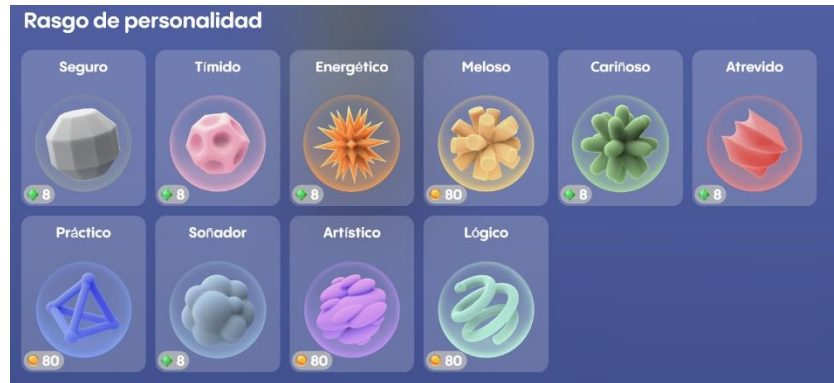 Rasgo de personalidad
Seguro Tímido Energético Meloso Cariñoso Atrevido
8 8 8 80 8 8
Práctico Soñador Artístico Lógico
80 8 80 80